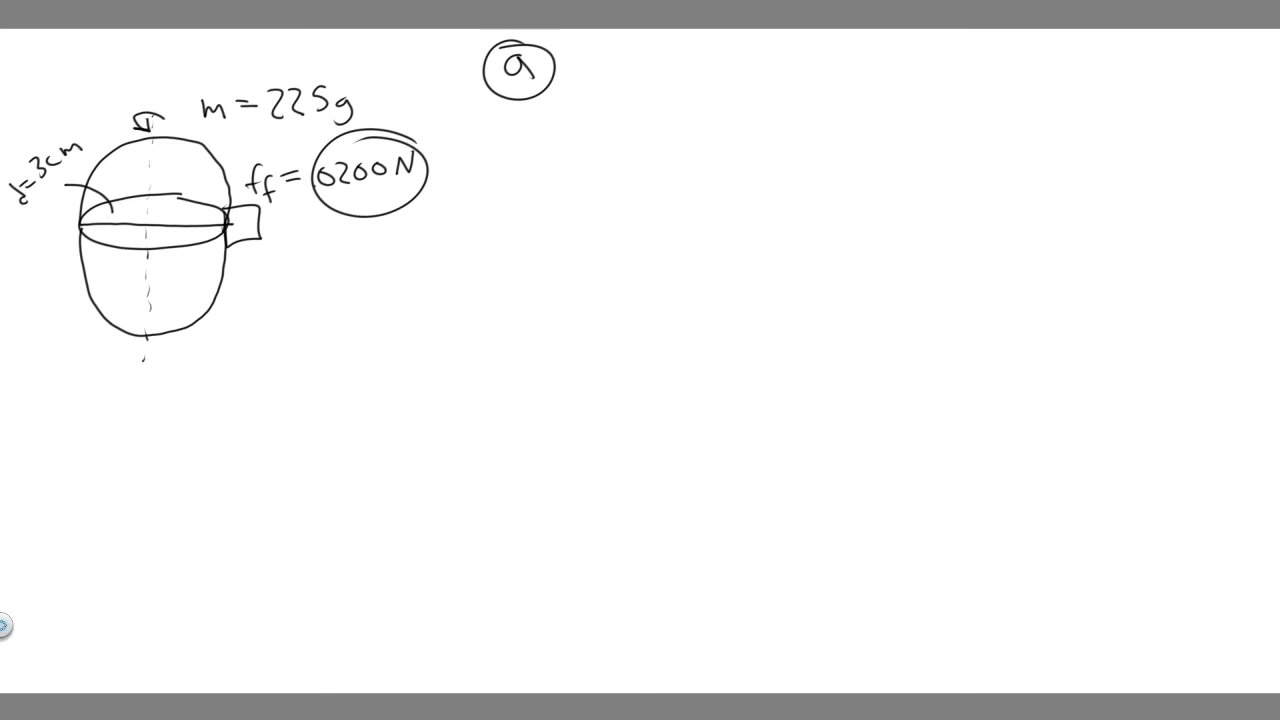 a
m = 225g
r = 3cm
ff = .0200N